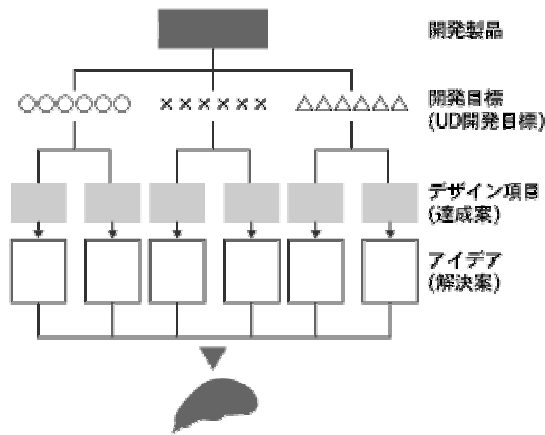 開発製品
○○○○○○ ×××××× △△△△△△
開発目標
(UD開発目標)
デザイン項目
(達成案)
アイデア
(解決案)